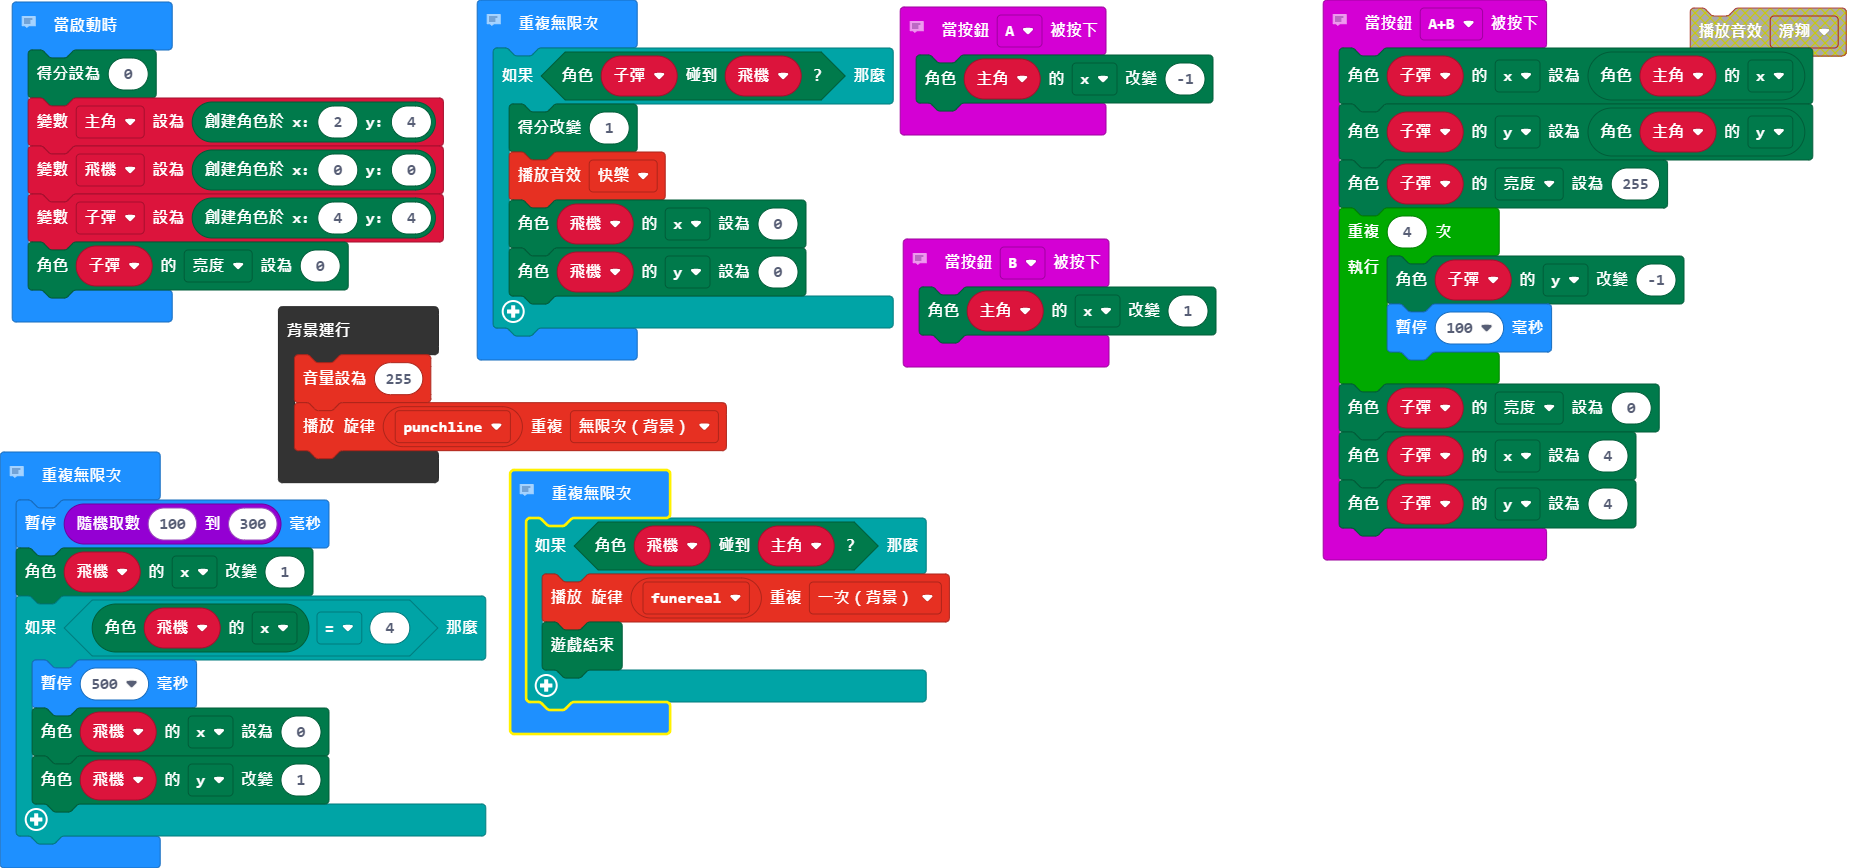 當啟動時
得分設為 0
變數 主角 設為 創建角色於 x: 2 y: 4
變數 飛機 設為 創建角色於 x: 0 y: 0
變數 子彈 設為 創建角色於 x: 4 y: 4
角色 子彈 的 亮度 設為 0
背景運行
音量設為 255
播放 旋律 punchline 重複 無限次(背景)
重複無限次
暫停 隨機取數 100 到 300 毫秒
角色 飛機 的 x 改變 1
如果 角色 飛機 的 x = 4 那麼
暫停 500 毫秒
角色 飛機 的 x 設為 0
角色 飛機 的 y 改變 1
重複無限次
如果 角色 子彈 碰到 飛機 ? 那麼
得分改變 1
播放音效 快樂
角色 飛機 的 x 設為 0
角色 飛機 的 y 設為 0
重複無限次
如果 角色 飛機 碰到 主角 ? 那麼
播放 旋律 funereal 重複 一次(背景)
遊戲結束
當按鈕 A 被按下
角色 主角 的 x 改變 -1
當按鈕 B 被按下
角色 主角 的 x 改變 1
當按鈕 A+B 被按下
角色 子彈 的 x 設為 角色 主角 的 x
角色 子彈 的 y 設為 角色 主角 的 y
角色 子彈 的 亮度 設為 255
重複 4 次
執行
角色 子彈 的 y 改變 -1
暫停 100 毫秒
角色 子彈 的 亮度 設為 0
角色 子彈 的 x 設為 4
角色 子彈 的 y 設為 4
播放音效 滑翔